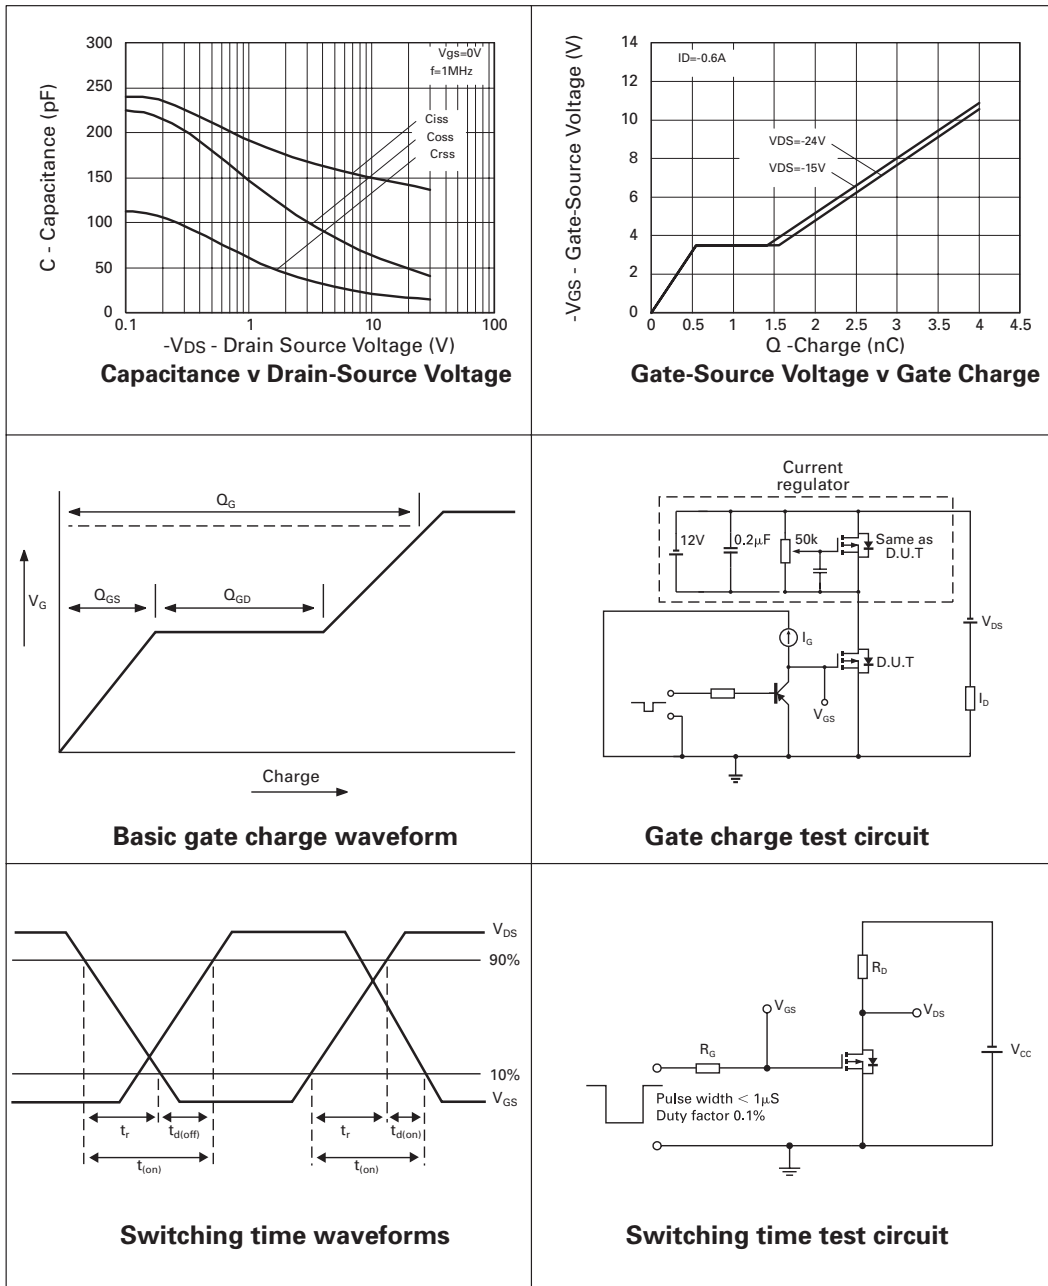 300
250
200
150
100
50
0
C - Capacitance (pF)
Vgs=0V
f=1MHz
Ciss
Coss
Crss
0.1
1
10
100
-VDS - Drain Source Voltage (V)
Capacitance v Drain-Source Voltage
14
12
10
8
6
4
2
0
-VGS - Gate-Source Voltage (V)
ID=-0.6A
VDS=-24V
VDS=-15V
0
0.5
1
1.5
2
2.5
3
3.5
4
4.5
Q -Charge (nC)
Gate-Source Voltage v Gate Charge
QG
QGS
QGD
VG
Charge
Basic gate charge waveform
Current
regulator
12V
0.2μF
50k
Same as
D.U.T
IG
VDS
D.U.T
VGS
ID
Gate charge test circuit
VDS
90%
10%
VGS
tr
td(off)
tr
td(on)
t(on)
t(on)
Switching time waveforms
RD
VGS
VDS
RG
VCC
Pulse width < 1μS
Duty factor 0.1%
Switching time test circuit